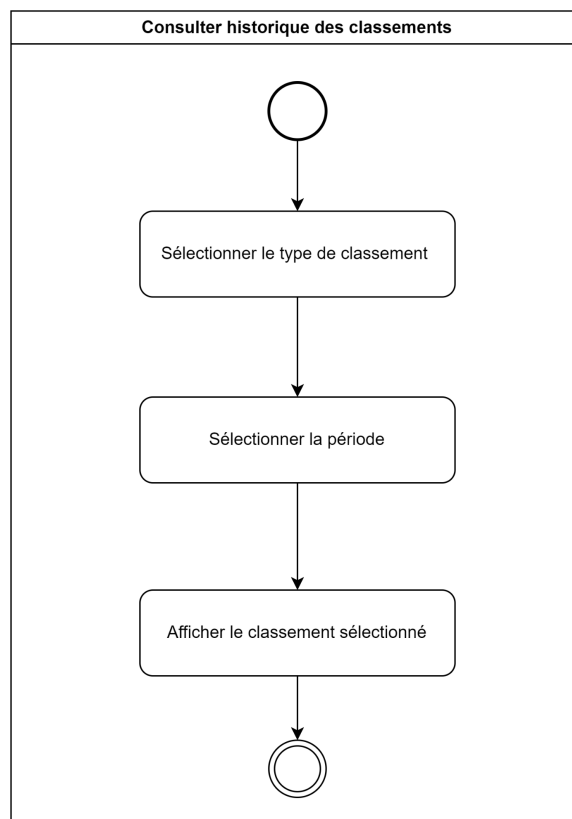 Consulter historique des classements
Sélectionner le type de classement
Sélectionner la période
Afficher le classement sélectionné